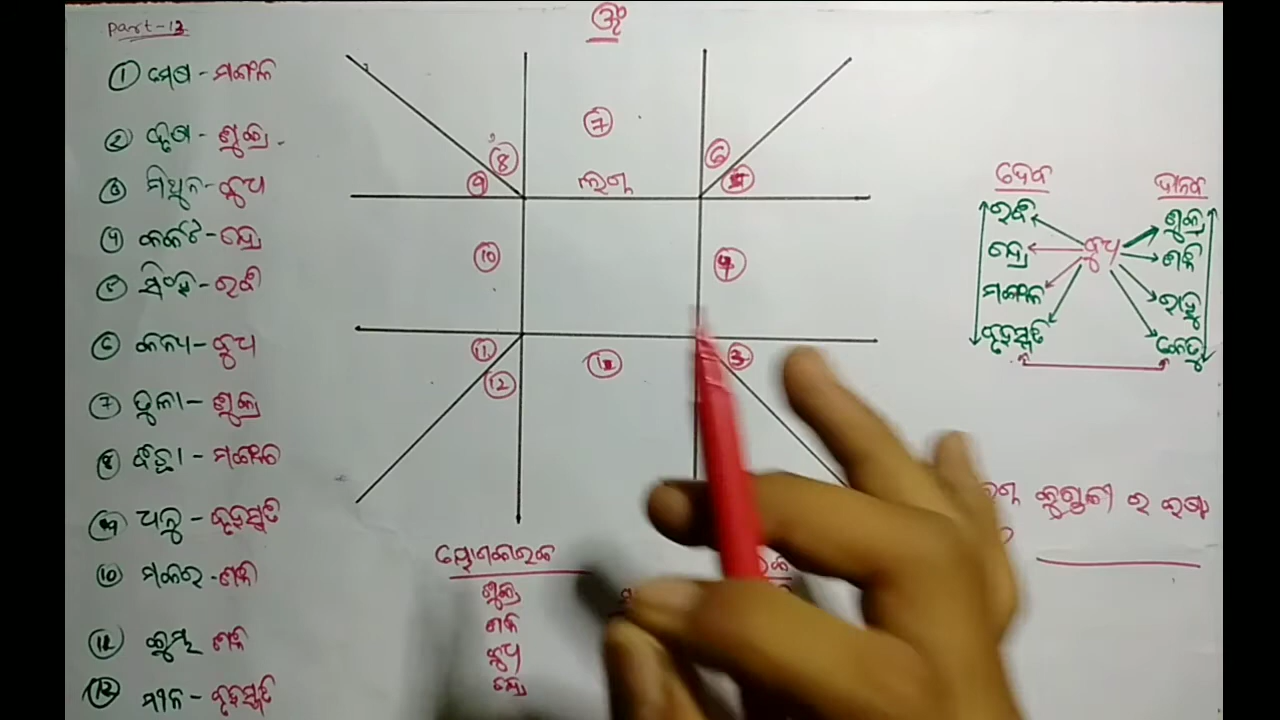 Part-12
ॐ
① ମେଷ - ମଙ୍ଗଳ
② ବୃଷ - ଶୁକ୍ର
③ ମିଥୁନ - ବୁଧ
④ କର୍କଟ - ଚନ୍ଦ୍ର
⑤ ସିଂହ - ରବି
⑥ କନ୍ୟା - ବୁଧ
⑦ ତୁଳା - ଶୁକ୍ର
⑧ ବିଛା - ମଙ୍ଗଳ
⑨ ଧନୁ - ବୃହସ୍ପତି
⑩ ମକର - ଶନି
⑪ କୁମ୍ଭ ଶନି
⑫ ମୀନ - ବୃହସ୍ପତି
⑦
ଲଗ୍ନ
⑧
⑨
⑥
⑩
④
⑪
⑫
③
ଦେବ ଦାନବ
ରବି ଶୁକ୍ର
ଚନ୍ଦ୍ର ବୁଧ ଶନି
ମଙ୍ଗଳ ରାହୁ
ବୃହସ୍ପତି କେତୁ
କୁଣ୍ଡଳୀ ର
ଯୋଗକାରକ
ଶୁକ୍ର
ଶନି
ବୁଧ
ଚନ୍ଦ୍ର